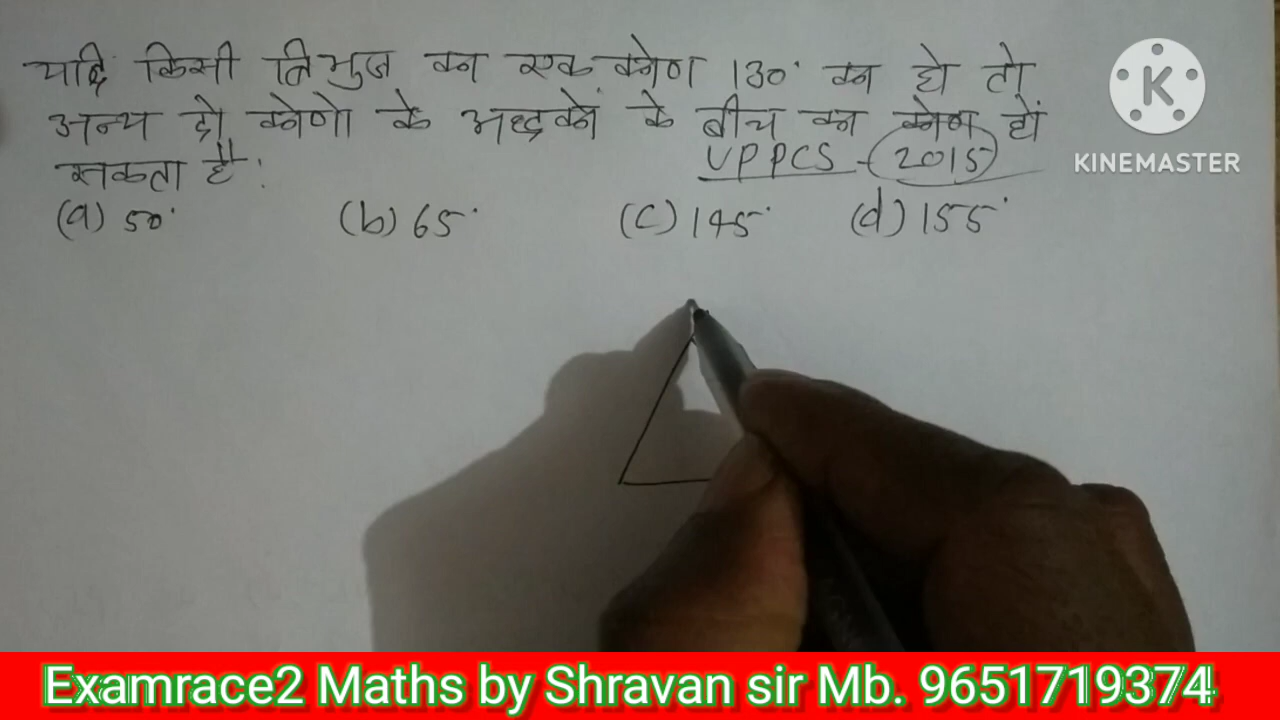 यदि किसी त्रिभुज का एक कोण 130° का हो तो
अन्य दो कोणो के अर्द्धकों के बीच का कोण हो
सकता है:
UPPCS - (2015)
(a) 50° (b) 65° (c) 145° (d) 155°
K
KINEMASTER
Examrace2 Maths by Shravan sir Mb. 9651719374